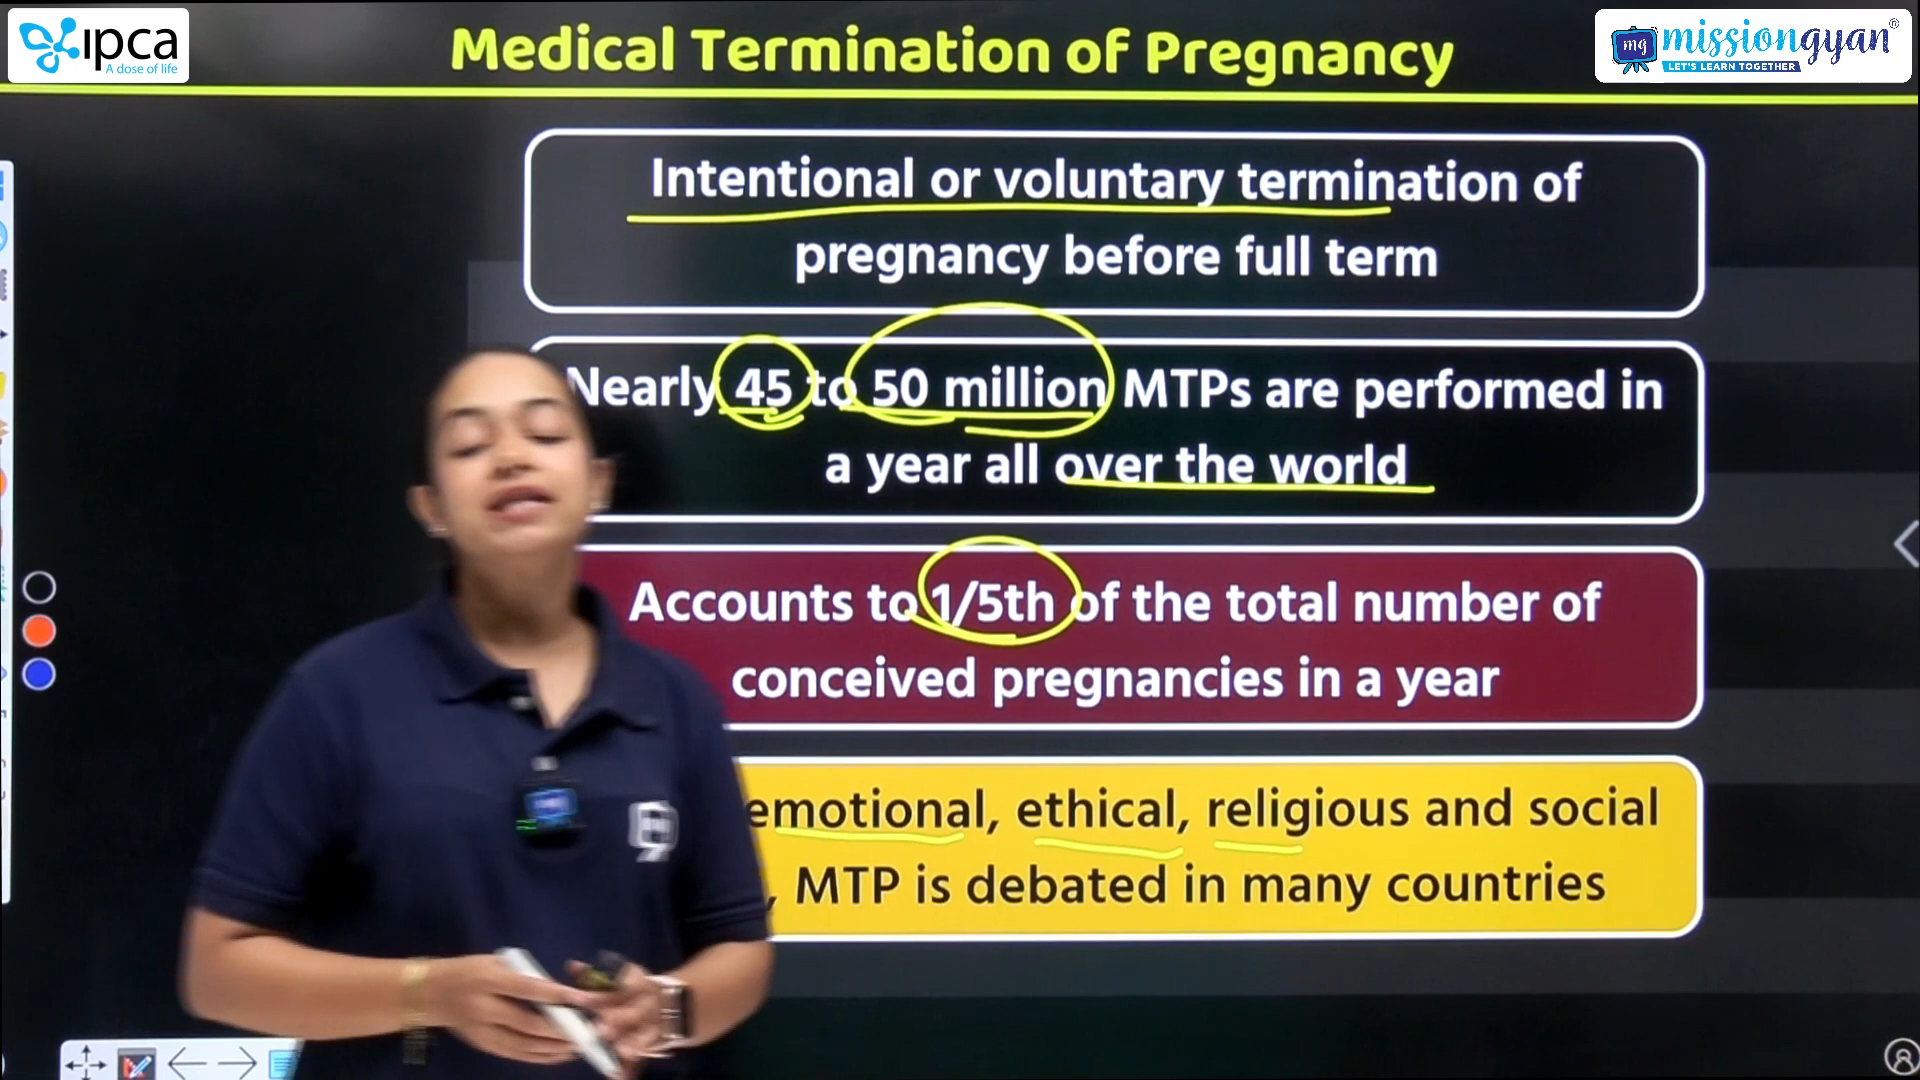 ipca
A dose of life
Medical Termination of Pregnancy
mg missiongyan
LET'S LEARN TOGETHER
Intentional or voluntary termination of
pregnancy before full term
Nearly 45 to 50 million MTPs are performed in
a year all over the world
Accounts to 1/5th of the total number of
conceived pregnancies in a year
emotional, ethical, religious and social
, MTP is debated in many countries